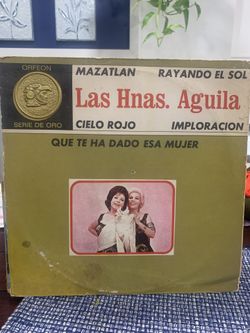 ORFEON
SERIE DE ORO
MAZATLAN RAYANDO EL SOL
Las Hnas. Aguila
CIELO ROJO IMPLORACION
QUE TE HA DADO ESA MUJER